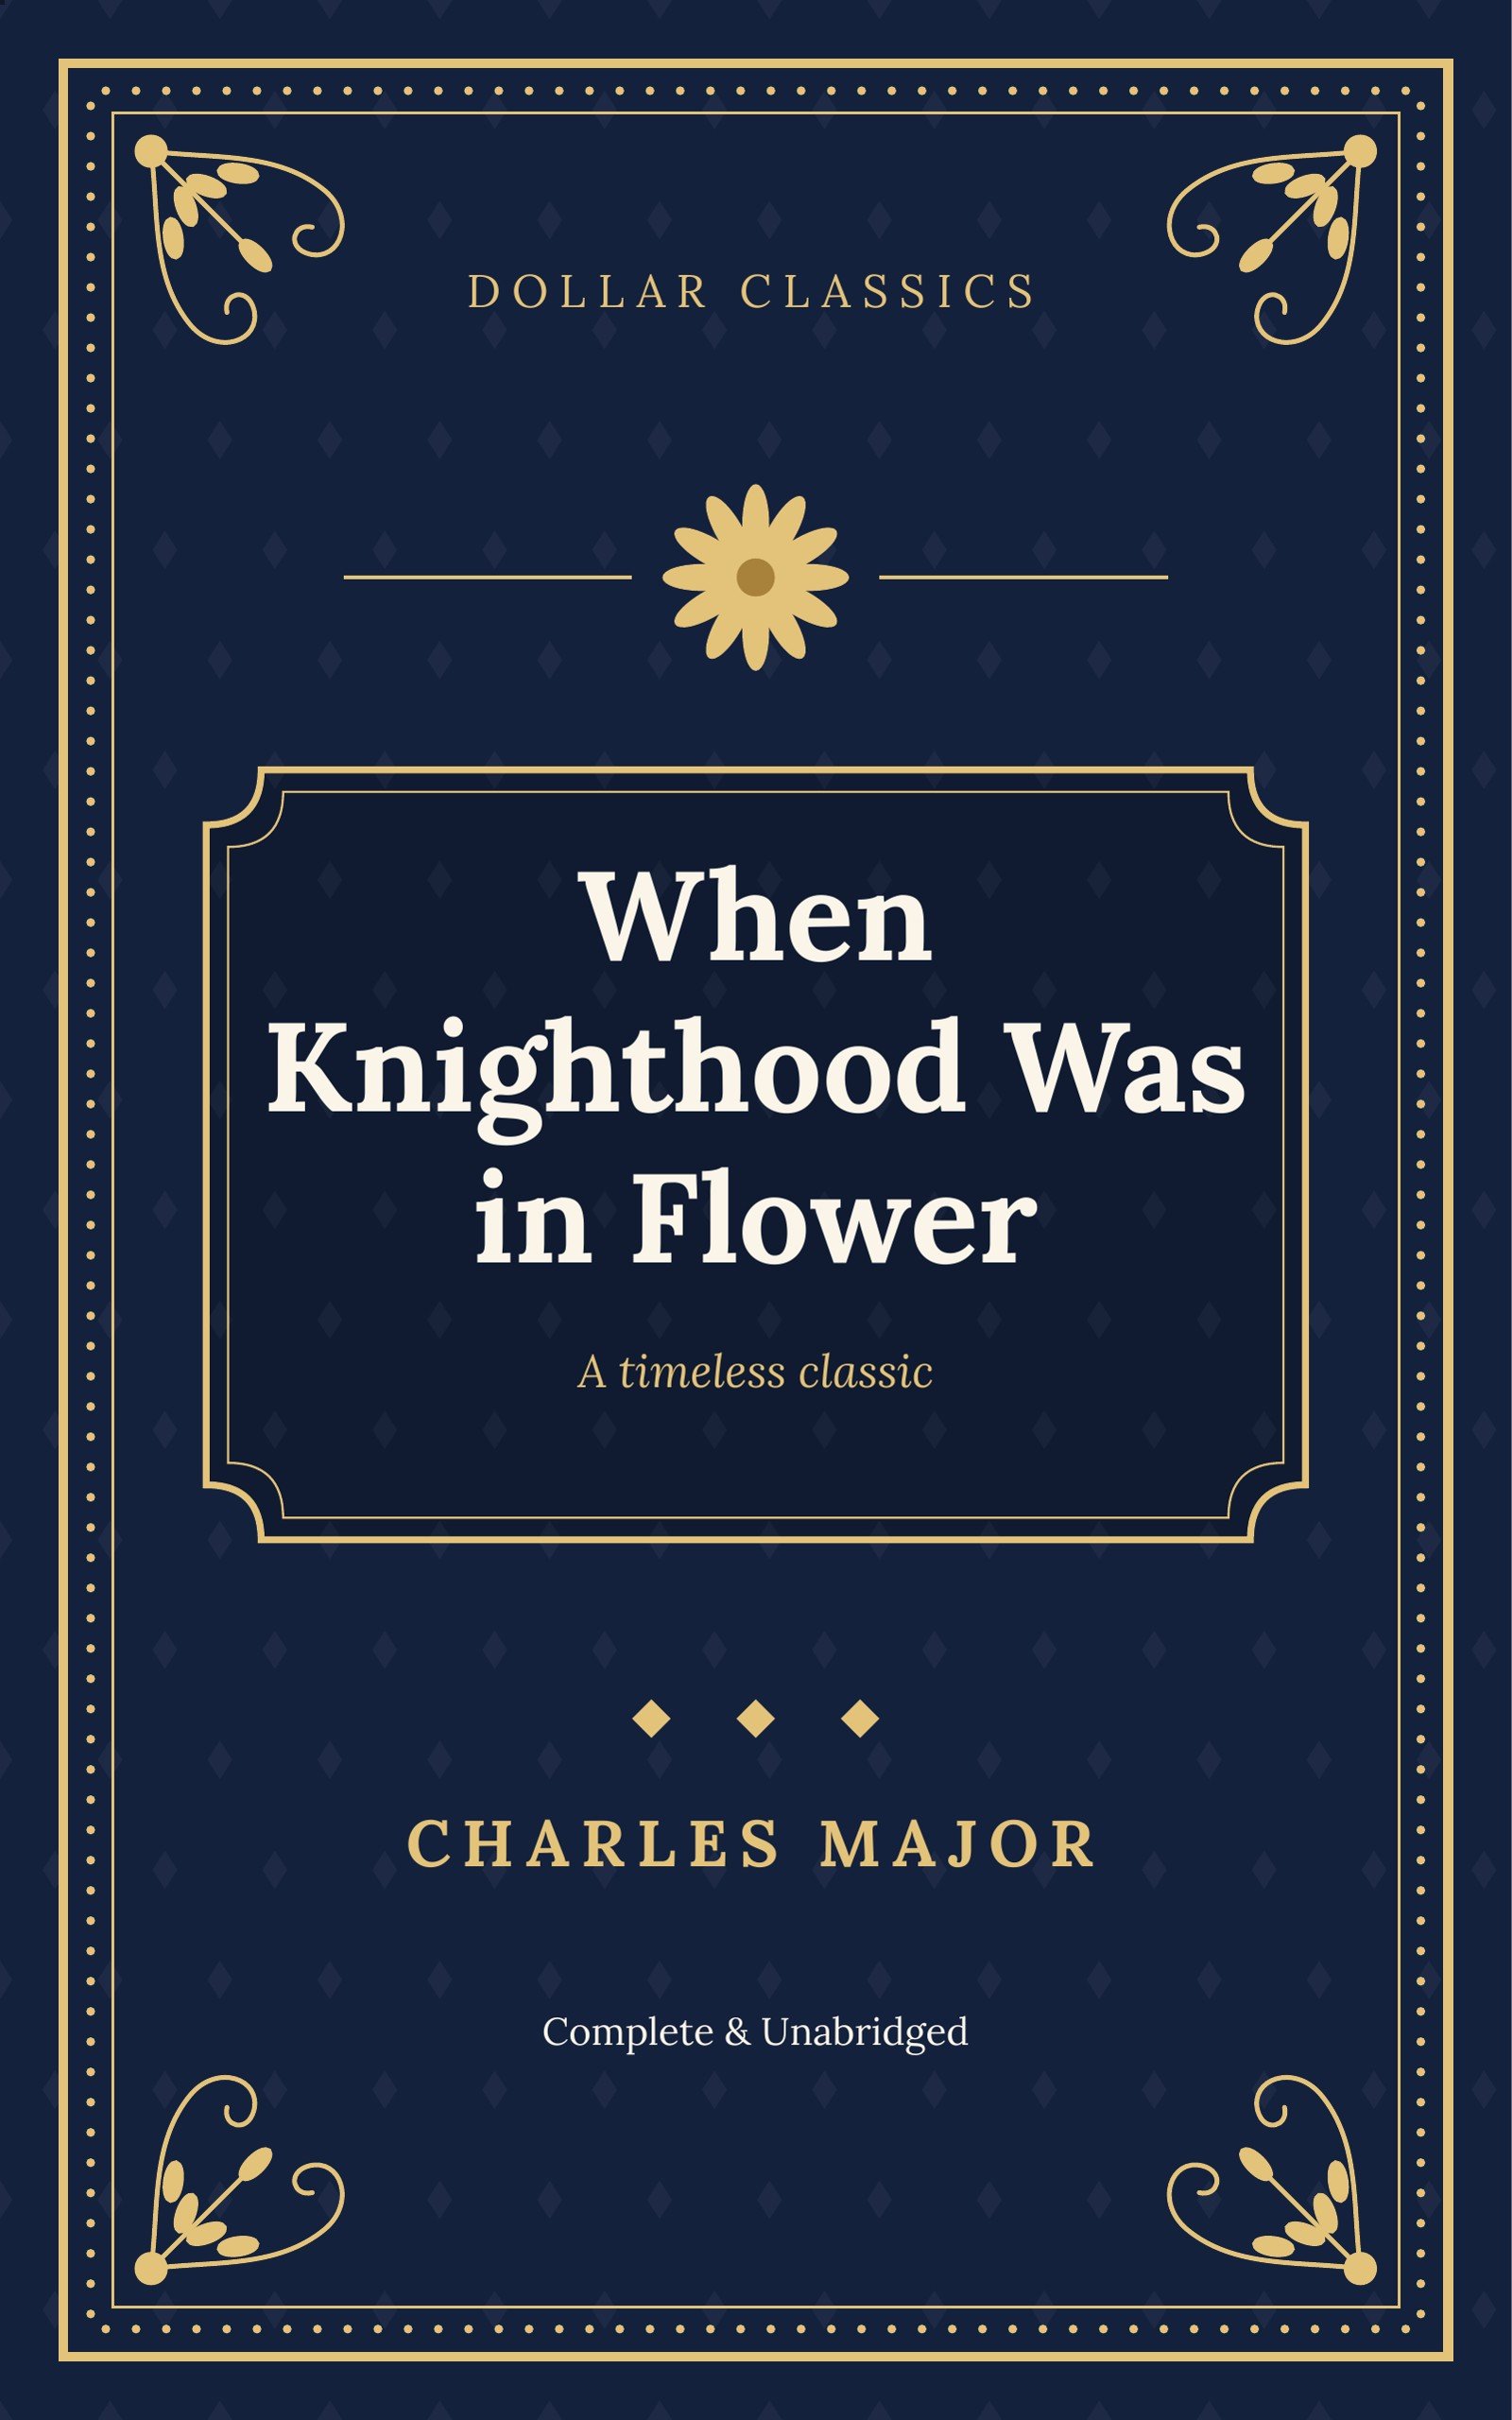 DOLLAR CLASSICS
When
Knighthood Was
in Flower
A timeless classic
CHARLES MAJOR
Complete & Unabridged